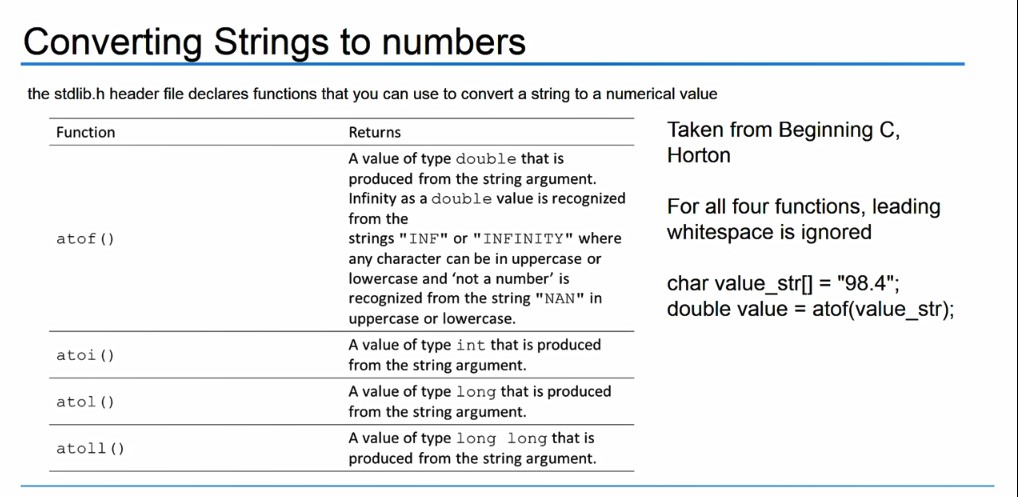 Converting Strings to numbers
the stdlib.h header file declares functions that you can use to convert a string to a numerical value
Function Returns
atof()
A value of type double that is
produced from the string argument.
Infinity as a double value is recognized
from the
strings "INF" or "INFINITY" where
any character can be in uppercase or
lowercase and ‘not a number’ is
recognized from the string "NAN" in
uppercase or lowercase.
atoi()
A value of type int that is produced
from the string argument.
atol()
A value of type long that is produced
from the string argument.
atoll()
A value of type long long that is
produced from the string argument.
Taken from Beginning C,
Horton
For all four functions, leading
whitespace is ignored
char value_str[] = "98.4";
double value = atof(value_str);